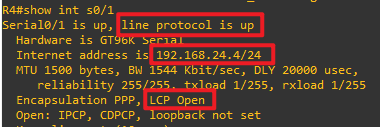 R4#show int s0/1
Serial0/1 is up, line protocol is up
Hardware is GT96K Serial
Internet address is 192.168.24.4/24
MTU 1500 bytes, BW 1544 Kbit/sec, DLY 20000 usec,
reliability 255/255, txload 1/255, rxload 1/255
Encapsulation PPP, LCP Open
Open: IPCP, CDPCP, loopback not set